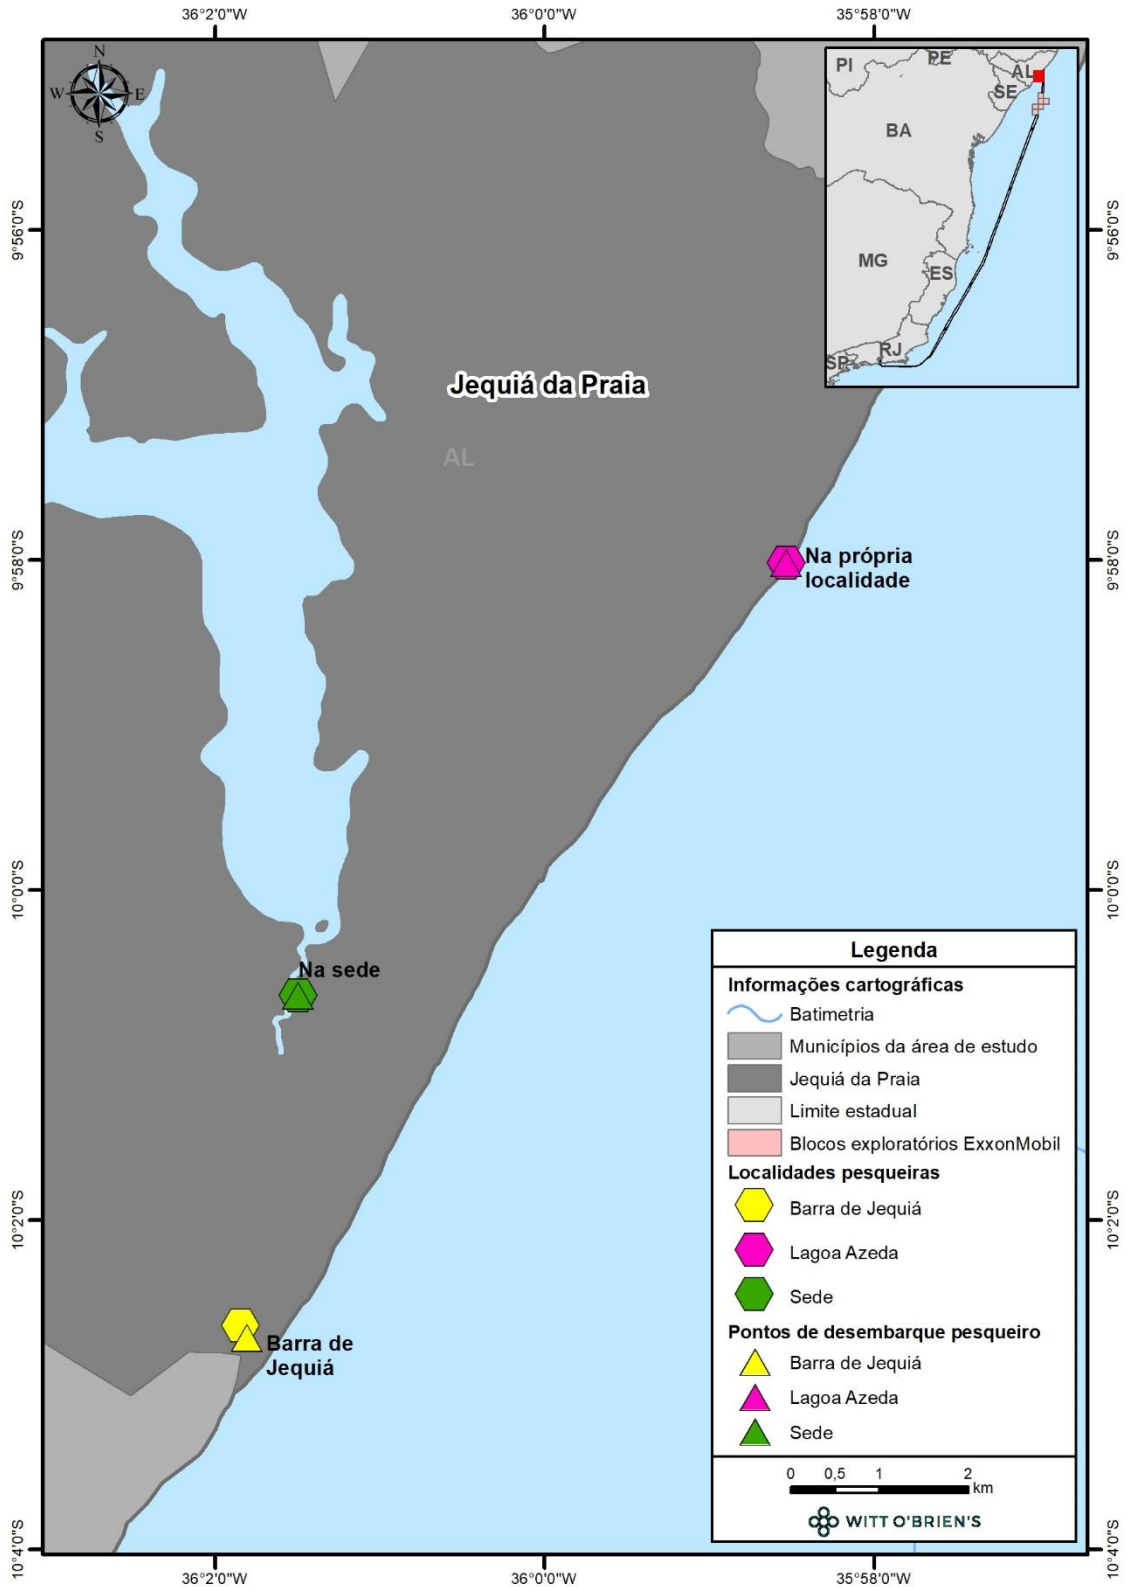 36°2'0"W
36°0'0"W
35°58'0"W
N
W
E
S
PI
PE
AL
SE
BA
MG
ES
RJ
SP
9°56'0"S
9°56'0"S
Jequiá da Praia
AL
9°58'0"S
9°58'0"S
Na própria
localidade
10°0'0"S
10°0'0"S
Na sede
Legenda
Informações cartográficas
Batimetria
Municípios da área de estudo
Jequiá da Praia
Limite estadual
Blocos exploratórios ExxonMobil
Localidades pesqueiras
Barra de Jequiá
Lagoa Azeda
Sede
Pontos de desembarque pesqueiro
Barra de Jequiá
Lagoa Azeda
Sede
0 0,5 1 2
km
WITT O'BRIEN'S
10°2'0"S
10°2'0"S
Barra de
Jequiá
10°4'0"S
10°4'0"S
36°2'0"W
36°0'0"W
35°58'0"W